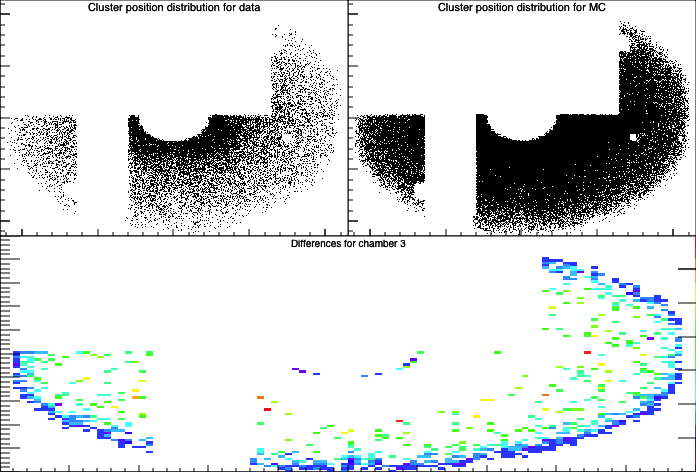 Cluster position distribution for data
Cluster position distribution for MC
Differences for chamber 3